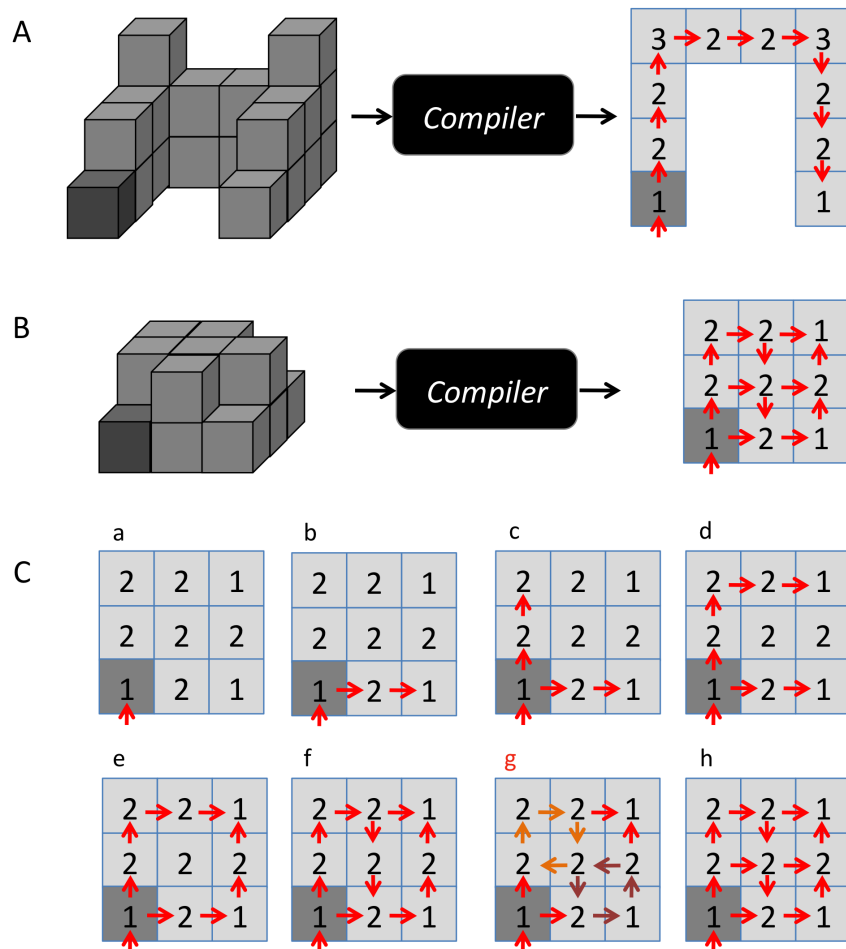 A
Compiler
3 2 2 3
2 2
2 2
1 1
B
Compiler
2 2 1
2 2 2
1 2 1
C
a b c d
2 2 1 2 2 1 2 2 1 2 2 1
2 2 2 2 2 2 2 2 2 2 2 2
1 2 1 1 2 1 1 2 1 1 2 1
e f g h
2 2 1 2 2 1 2 2 1 2 2 1
2 2 2 2 2 2 2 2 2 2 2 2
1 2 1 1 2 1 1 2 1 1 2 1